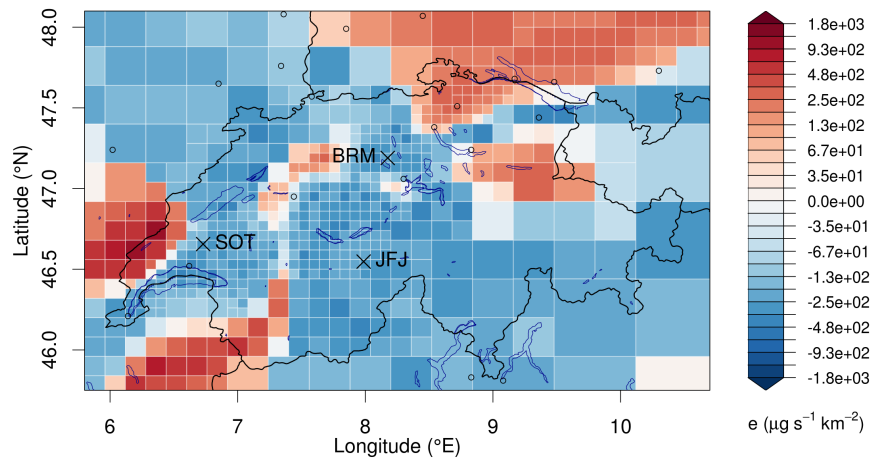 48.0
47.5
47.0
46.5
46.0
Latitude (°N)
6
7
8
9
10
Longitude (°E)
BRM
SOT
JFJ
1.8e+03
9.3e+02
4.8e+02
2.5e+02
1.3e+02
6.7e+01
3.5e+01
0.0e+00
-3.5e+01
-6.7e+01
-1.3e+02
-2.5e+02
-4.8e+02
-9.3e+02
-1.8e+03
e (μg s⁻¹ km⁻²)